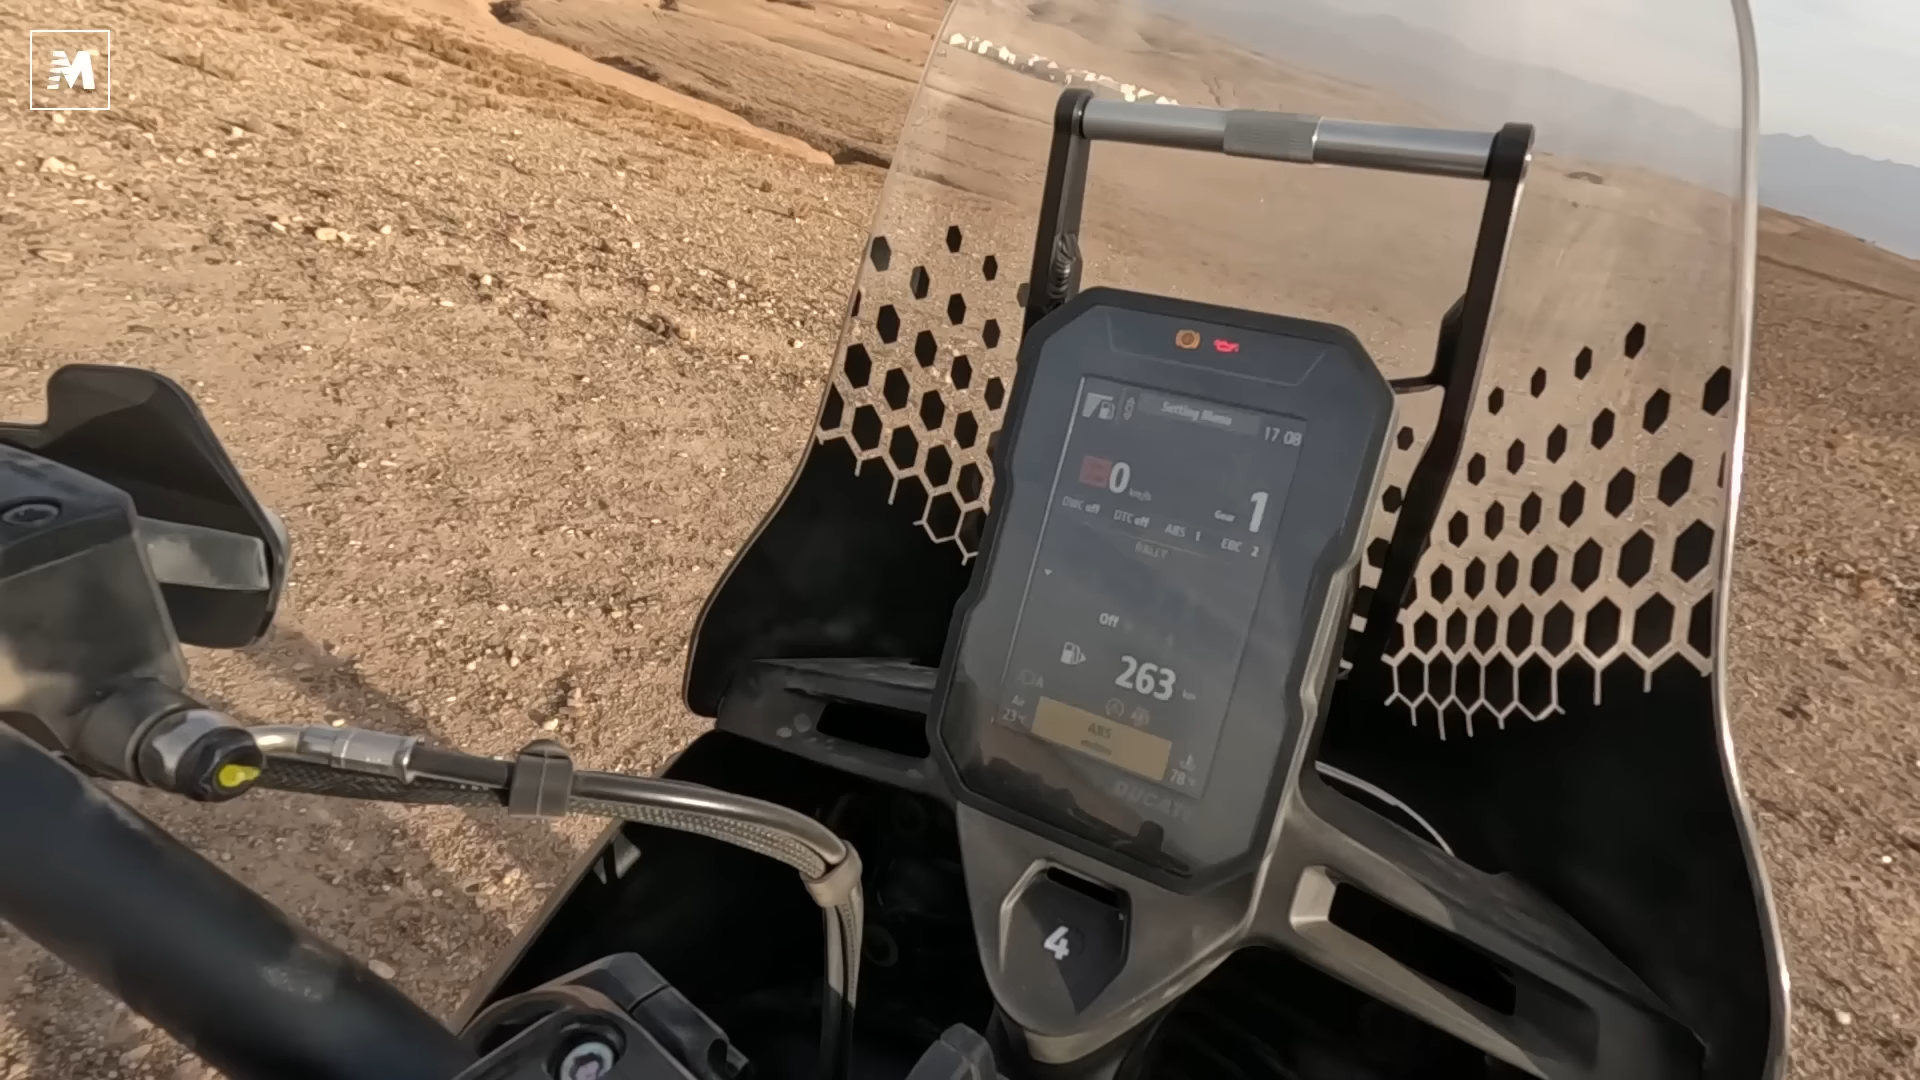 M
Setting Menu
17 08
0 km/h
Gear 1
DWC off DTC off ABS 1 EBC 2
RALLY
Off
263 km
A
Air
23
ABS
78
DUCATI
4